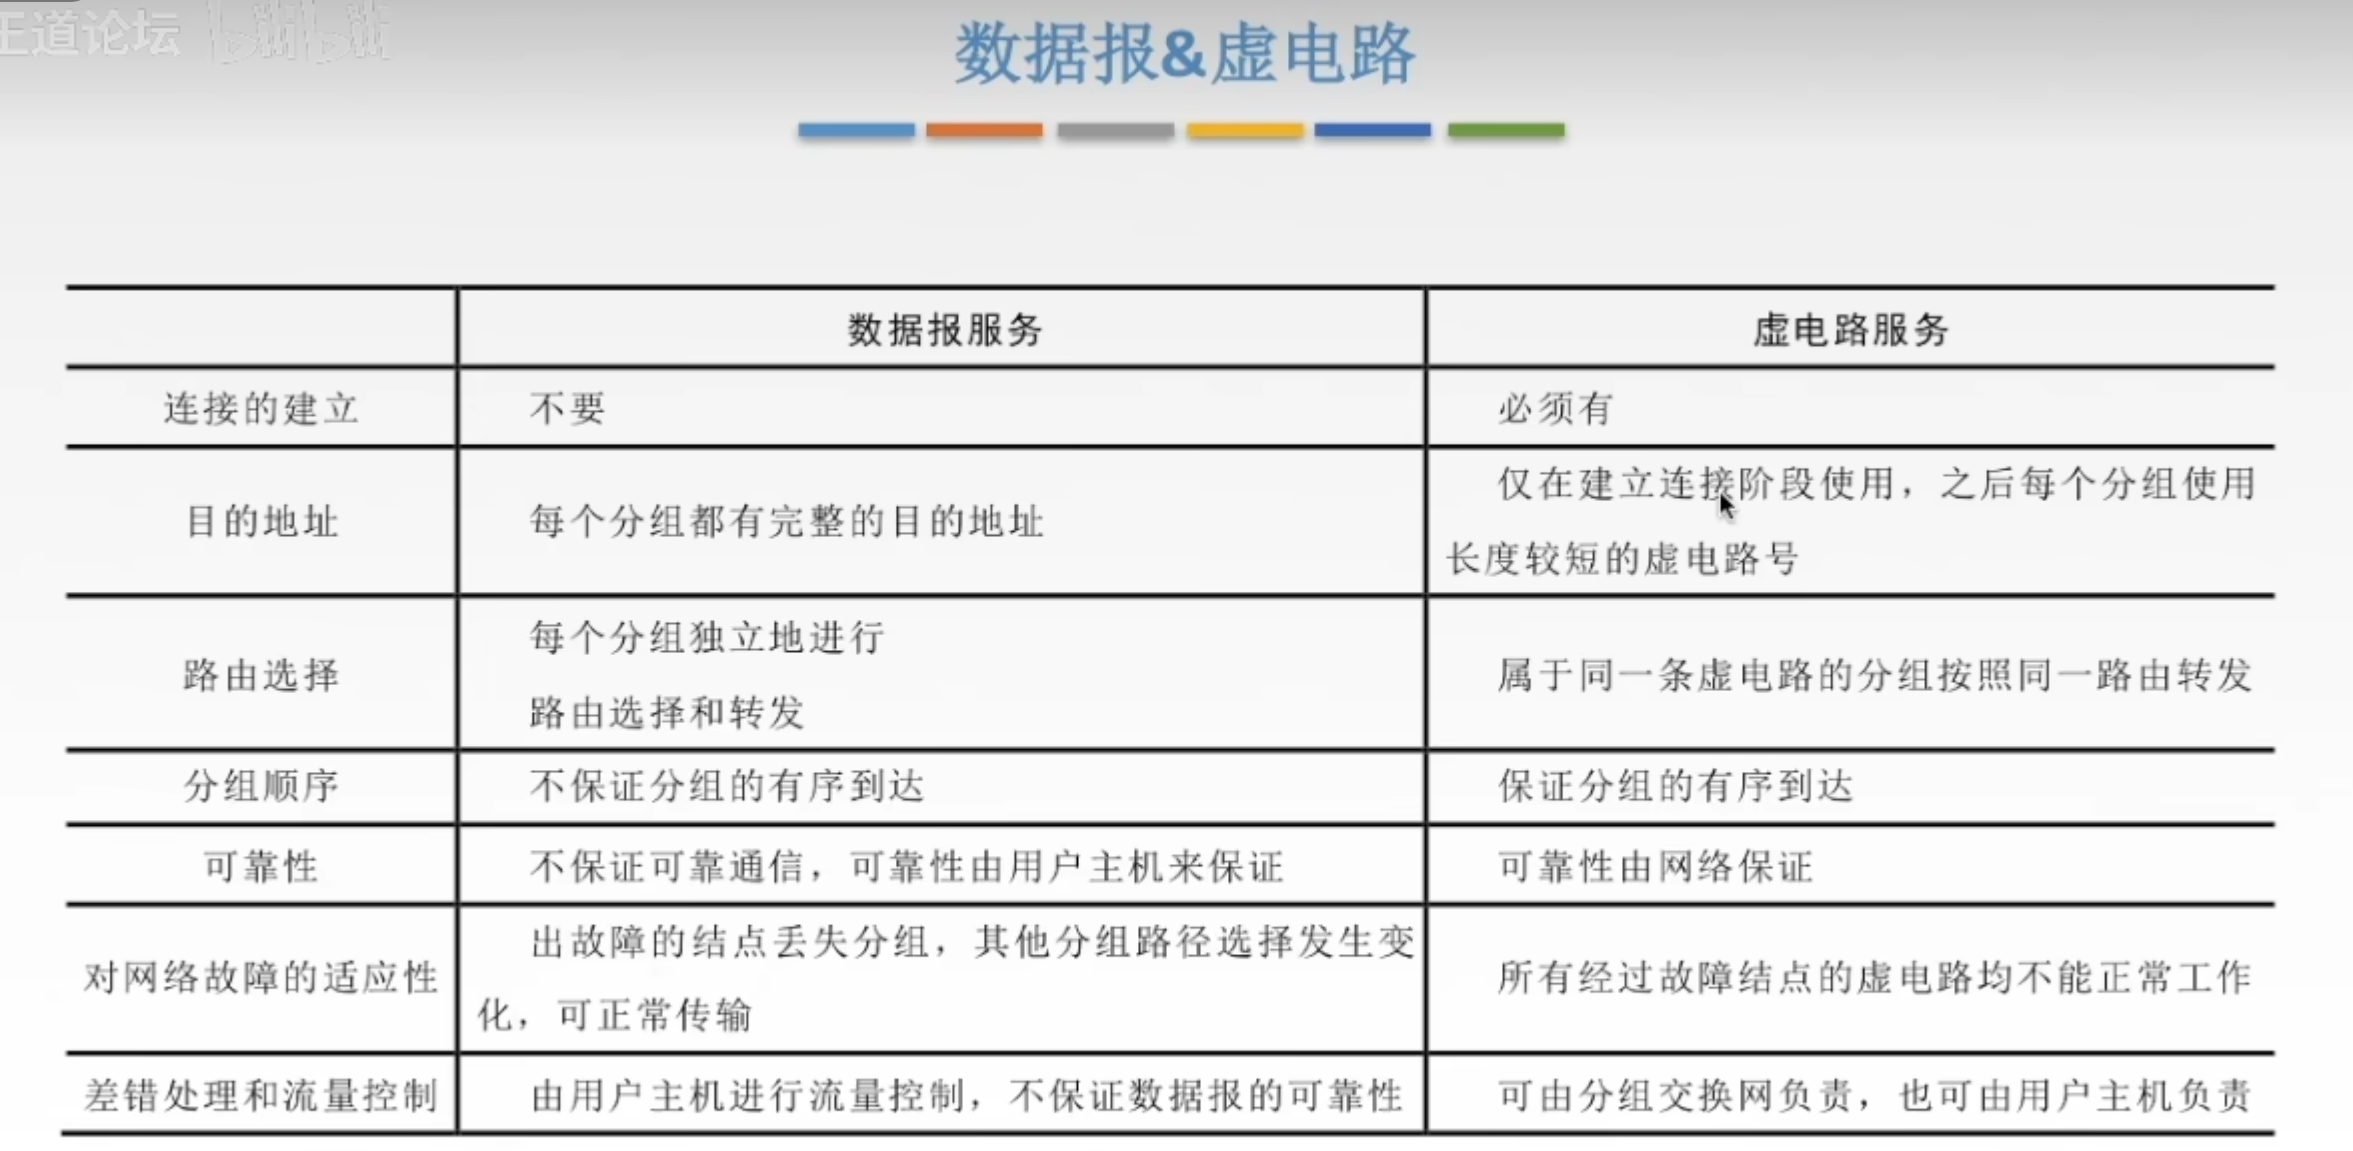 王道论坛 bilibili
数据报&虚电路
数据报服务 虚电路服务
连接的建立 不要 必须有
目的地址 每个分组都有完整的目的地址 仅在建立连接阶段使用，之后每个分组使用
长度较短的虚电路号
路由选择 每个分组独立地进行
路由选择和转发 属于同一条虚电路的分组按照同一路由转发
分组顺序 不保证分组的有序到达 保证分组的有序到达
可靠性 不保证可靠通信，可靠性由用户主机来保证 可靠性由网络保证
对网络故障的适应性 出故障的结点丢失分组，其他分组路径选择发生变
化，可正常传输 所有经过故障结点的虚电路均不能正常工作
差错处理和流量控制 由用户主机进行流量控制，不保证数据报的可靠性 可由分组交换网负责，也可由用户主机负责